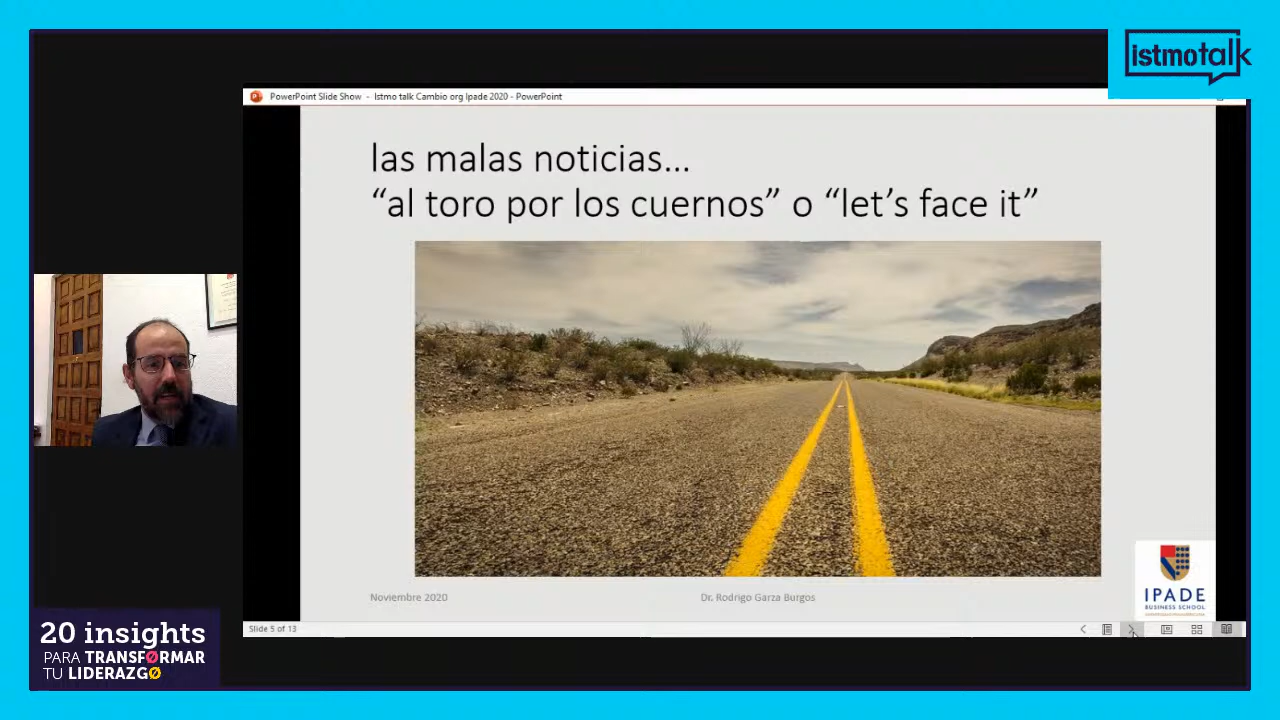 istmotalk
PowerPoint Slide Show - Istmo talk Cambio org Ipade 2020 - PowerPoint
las malas noticias...
“al toro por los cuernos” o “let’s face it”
Noviembre 2020
Dr. Rodrigo Garza Burgos
IPADE
BUSINESS SCHOOL
Slide 5 of 13
20 insights
PARA TRANSFØRMAR
TU LIDERAZGØ